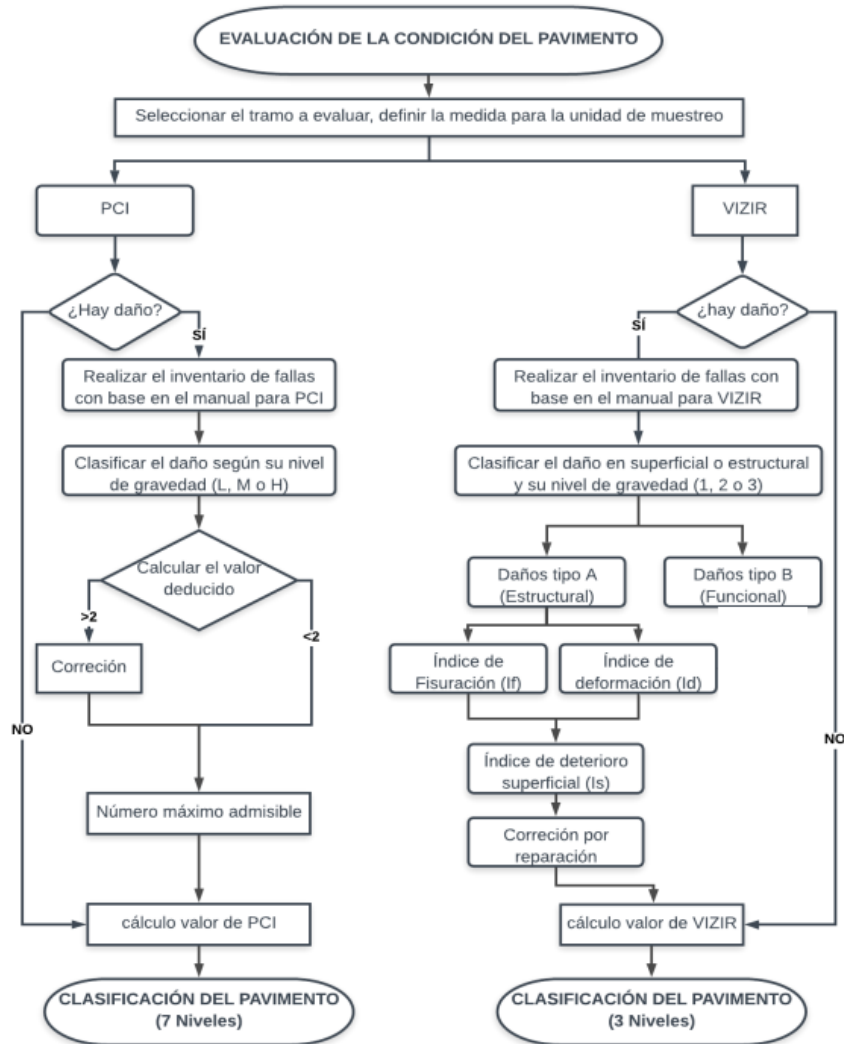 EVALUACIÓN DE LA CONDICIÓN DEL PAVIMENTO
Seleccionar el tramo a evaluar, definir la medida para la unidad de muestreo
PCI
VIZIR
¿Hay daño?
¿hay daño?
SÍ
SÍ
Realizar el inventario de fallas
con base en el manual para PCI
Realizar el inventario de fallas con
base en el manual para VIZIR
Clasificar el daño según su nivel
de gravedad (L, M o H)
Clasificar el daño en superficial o estructural
y su nivel de gravedad (1, 2 o 3)
Calcular el valor
deducido
Daños tipo A
(Estructural)
Daños tipo B
(Funcional)
>2
<2
Correción
Índice de
Fisuración (If)
Índice de
deformación (Id)
NO
NO
Índice de deterioro
superficial (Is)
Número máximo admisible
Correción por
reparación
cálculo valor de PCI
cálculo valor de VIZIR
CLASIFICACIÓN DEL PAVIMENTO
(7 Niveles)
CLASIFICACIÓN DEL PAVIMENTO
(3 Niveles)